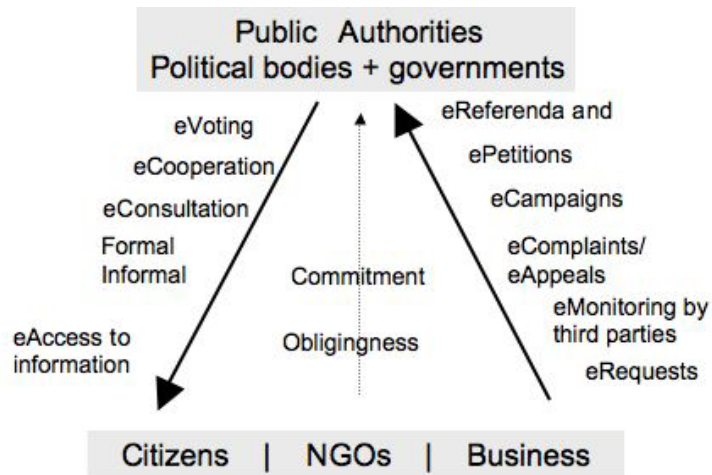 Public Authorities
Political bodies + governments
eVoting
eCooperation
eConsultation
Formal
Informal
eAccess to
information
Commitment
Obligingness
eReferenda and
ePetitions
eCampaigns
eComplaints/
eAppeals
eMonitoring by
third parties
eRequests
Citizens | NGOs | Business